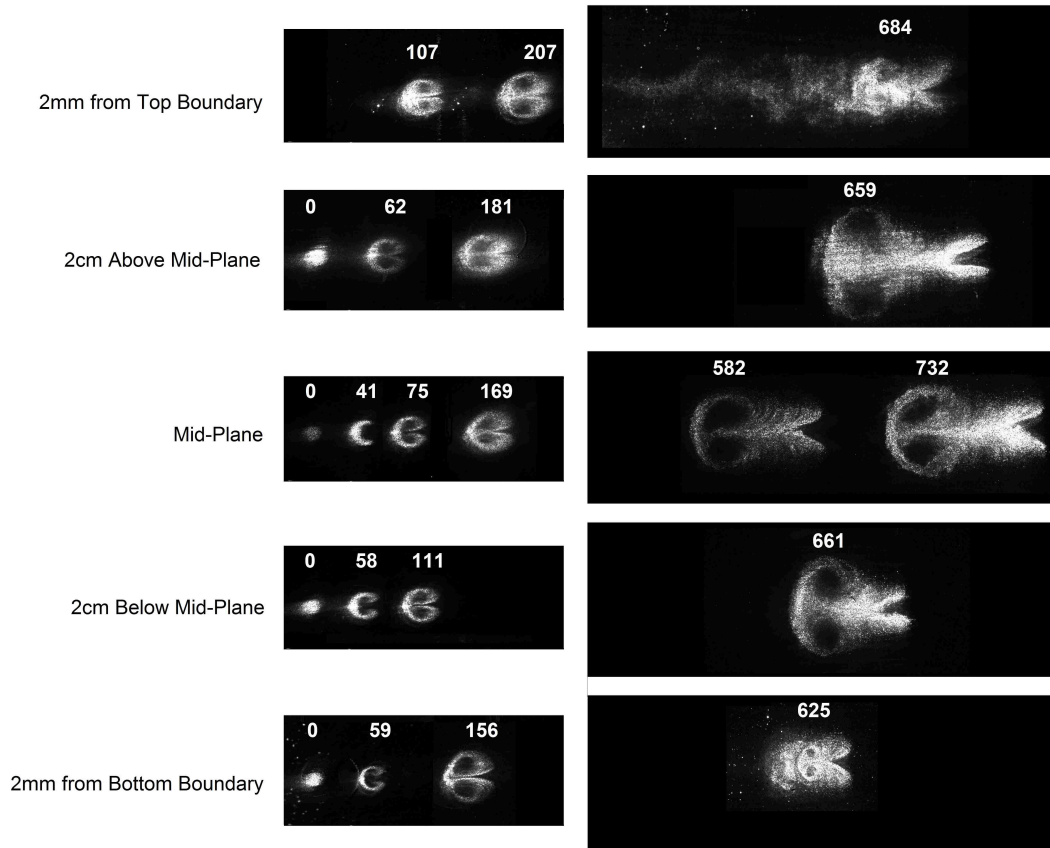 107 207 684
2mm from Top Boundary
0 62 181 659
2cm Above Mid-Plane
0 41 75 169 582 732
Mid-Plane
0 58 111 661
2cm Below Mid-Plane
0 59 156 625
2mm from Bottom Boundary